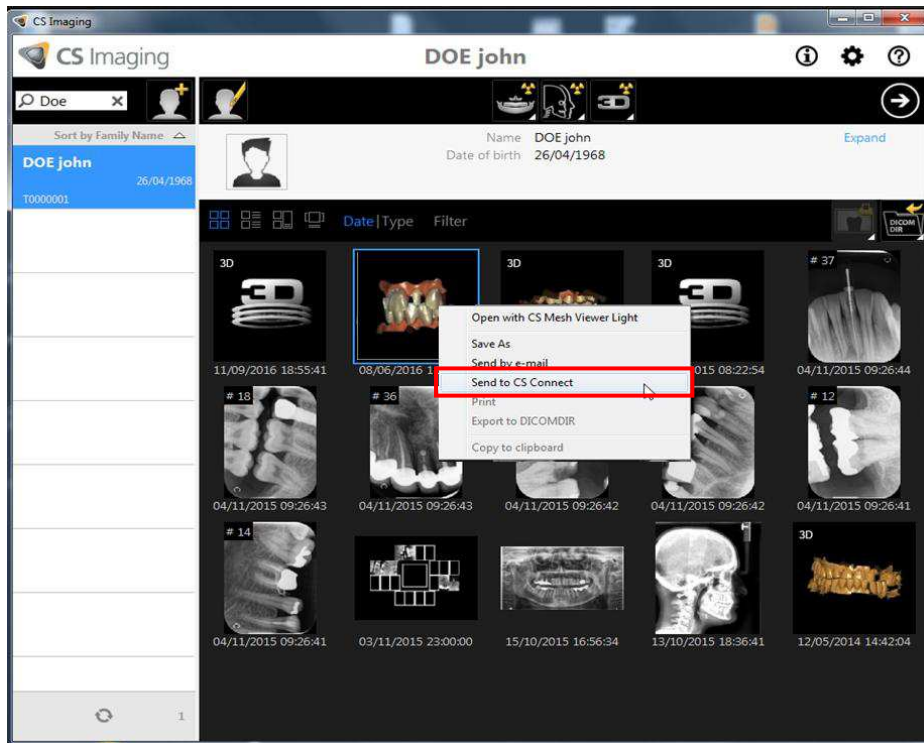 CS Imaging
CS Imaging
DOE john
Doe
Sort by Family Name
DOE john
26/04/1968
T0000001
Name DOE john
Date of birth 26/04/1968
Expand
Date|Type Filter
DICOM
DIR
3D
3D
3D
3D
# 37
11/09/2016 18:55:41
08/06/2016 1
015 08:22:54
04/11/2015 09:26:44
Open with CS Mesh Viewer Light
Save As
Send by e-mail
Send to CS Connect
Print
Export to DICOMDIR
Copy to clipboard
# 18
# 36
# 12
04/11/2015 09:26:43
04/11/2015 09:26:43
04/11/2015 09:26:42
04/11/2015 09:26:42
04/11/2015 09:26:41
# 14
3D
04/11/2015 09:26:41
03/11/2015 23:00:00
15/10/2015 16:56:34
13/10/2015 18:36:41
12/05/2014 14:42:04
1